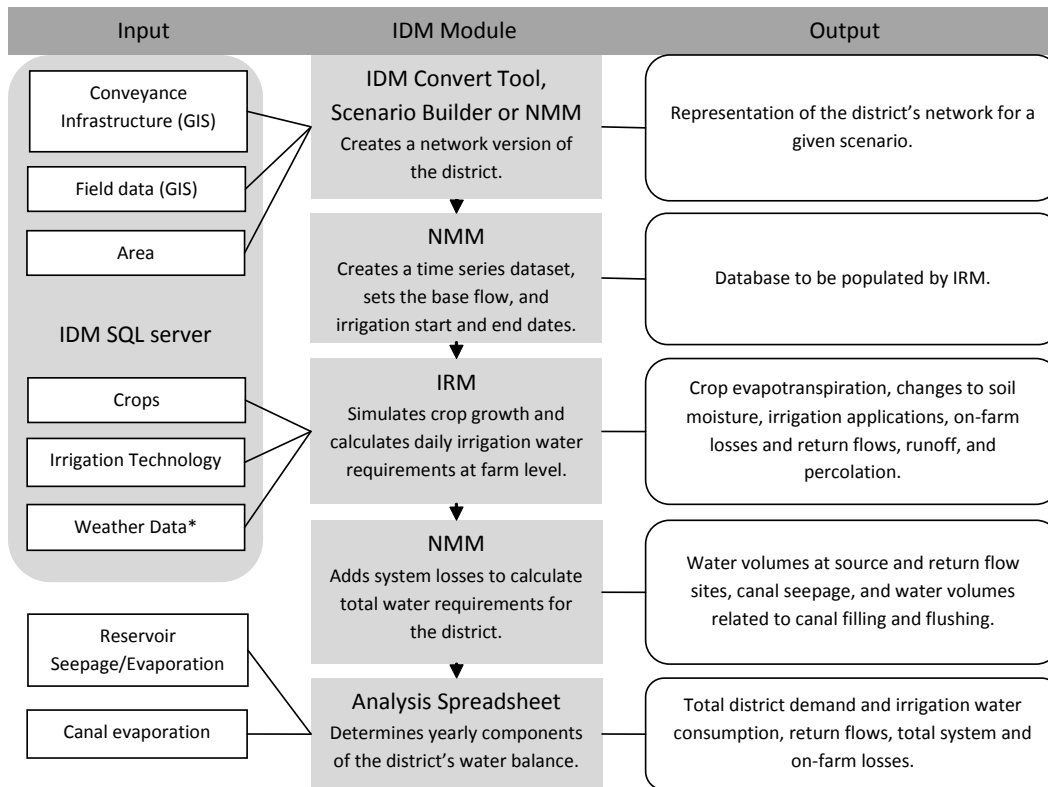 Input
IDM Module
Output
Conveyance
Infrastructure (GIS)
Field data (GIS)
Area
IDM SQL server
Crops
Irrigation Technology
Weather Data*
Reservoir
Seepage/Evaporation
Canal evaporation
IDM Convert Tool,
Scenario Builder or NMM
Creates a network version of
the district.
NMM
Creates a time series dataset,
sets the base flow, and
irrigation start and end dates.
IRM
Simulates crop growth and
calculates daily irrigation water
requirements at farm level.
NMM
Adds system losses to calculate
total water requirements for
the district.
Analysis Spreadsheet
Determines yearly components
of the district’s water balance.
Representation of the district’s network for a
given scenario.
Database to be populated by IRM.
Crop evapotranspiration, changes to soil
moisture, irrigation applications, on-farm
losses and return flows, runoff, and
percolation.
Water volumes at source and return flow
sites, canal seepage, and water volumes
related to canal filling and flushing.
Total district demand and irrigation water
consumption, return flows, total system and
on-farm losses.